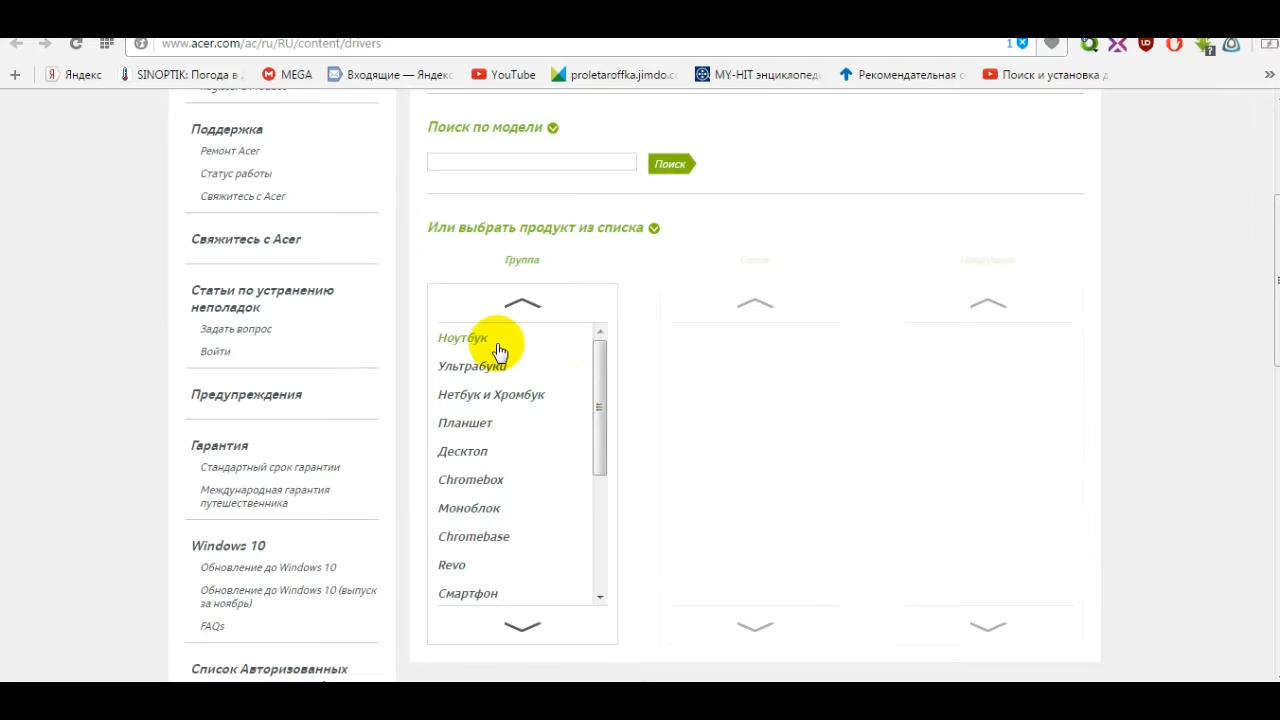 www.acer.com/ac/ru/RU/content/drivers
1
Яндекс
SINOPTIK: Погода в
MEGA
Входящие — Яндекс
YouTube
proletaroffka.jimdo.co
MY-HIT энциклопед
Рекомендательная с
Поиск и установка д
Поддержка
Ремонт Acer
Статус работы
Свяжитесь с Acer
Свяжитесь с Acer
Статьи по устранению
неполадок
Задать вопрос
Войти
Предупреждения
Гарантия
Стандартный срок гарантии
Международная гарантия
путешественника
Windows 10
Обновление до Windows 10
Обновление до Windows 10 (выпуск
за ноябрь)
FAQs
Список Авторизованных
Поиск по модели
Поиск
Или выбрать продукт из списка
Группа
Серия
Ноутбук
Ультрабуки
Нетбук и Хромбук
Планшет
Десктоп
Chromebox
Моноблок
Chromebase
Revo
Смартфон